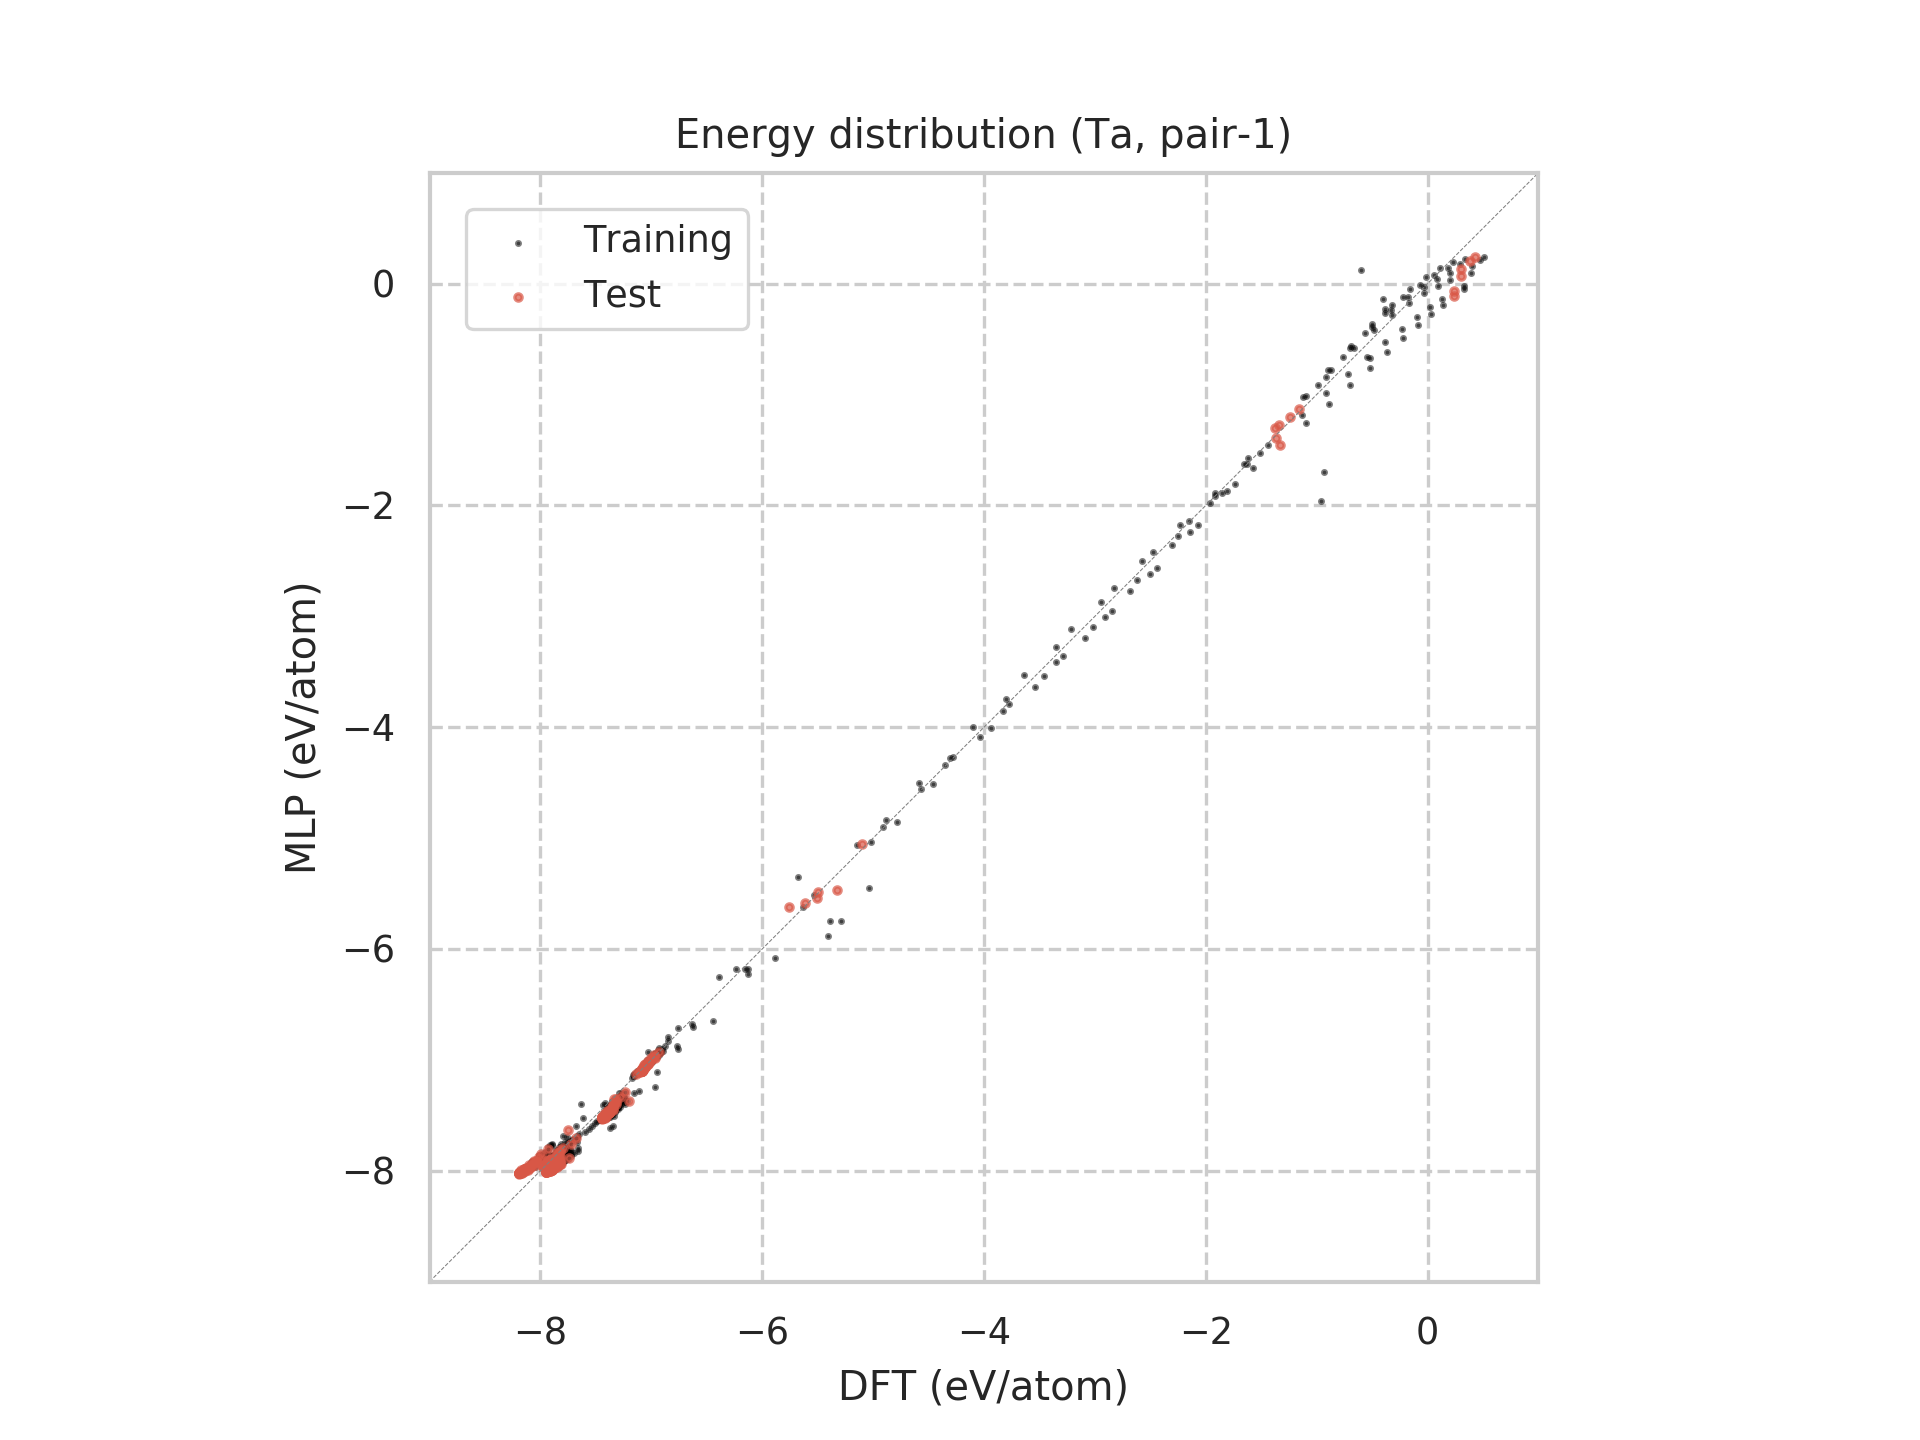 Energy distribution (Ta, pair-1)
Training
Test
0
−2
−4
−6
−8
MLP (eV/atom)
−8 −6 −4 −2 0
DFT (eV/atom)